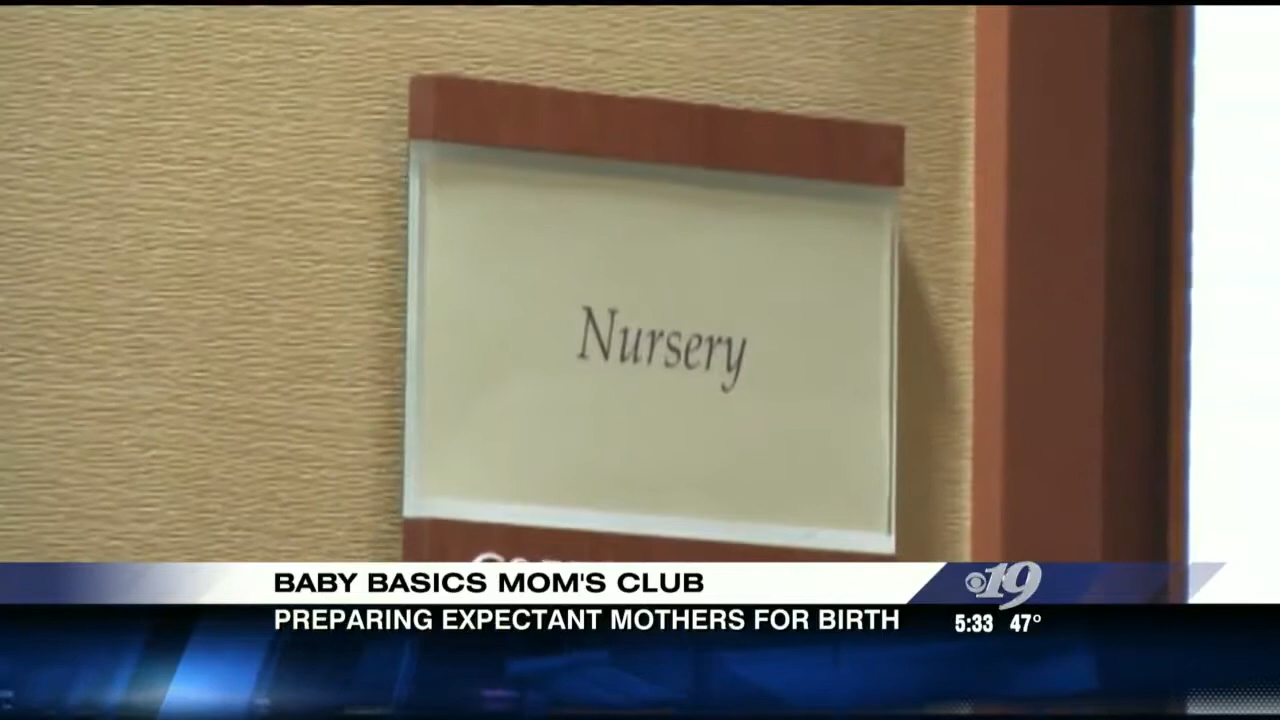 Nursery
BABY BASICS MOM'S CLUB
PREPARING EXPECTANT MOTHERS FOR BIRTH
19
5:33 47°